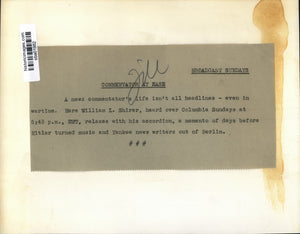 Jill
BROADCAST SUNDAYS
COMMENTATOR AT EASE
A news commentator's life isn't all headlines - even in
wartime. Here William L. Shirer, heard over Columbia Sundays at
5:45 p.m., EWT, relaxes with his accordion, a memento of days before
Hitler turned music and Yankee news writers out of Berlin.
###